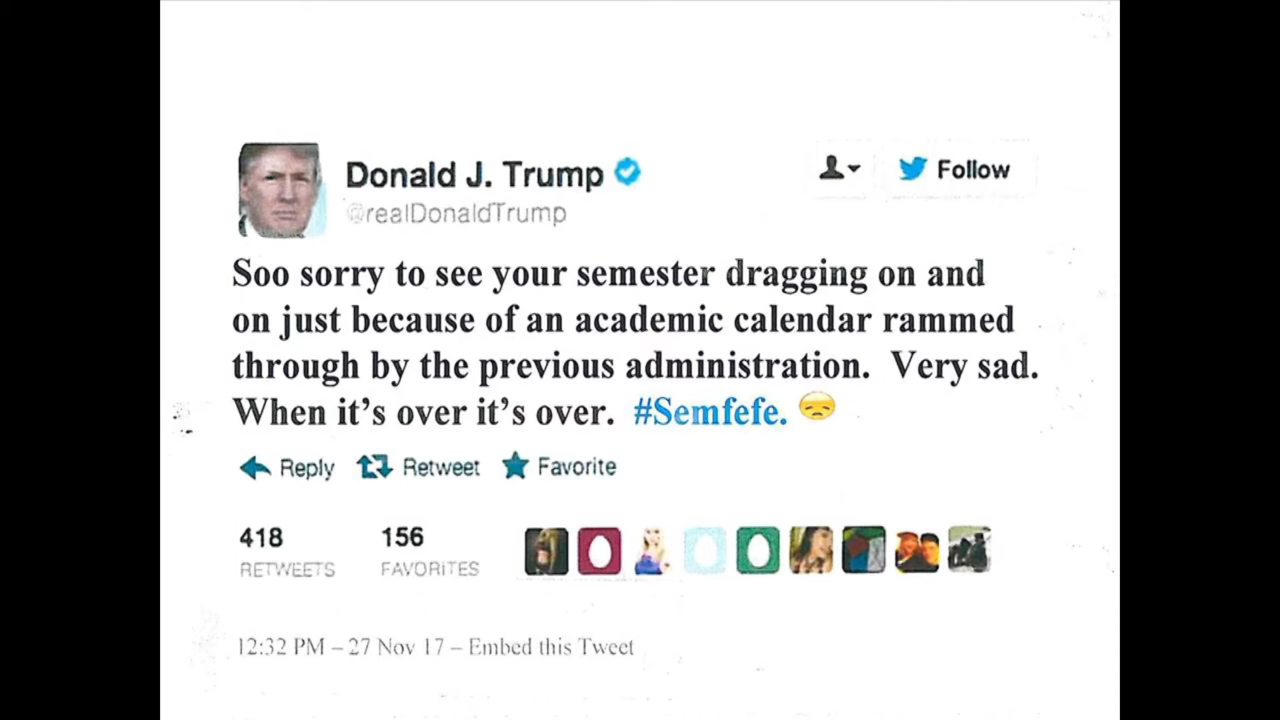 Donald J. Trump
@realDonaldTrump
Follow
Soo sorry to see your semester dragging on and
on just because of an academic calendar rammed
through by the previous administration.  Very sad.
When it’s over it’s over.  #Semfefe. 😞
Reply Retweet Favorite
418 156
RETWEETS FAVORITES
12:32 PM – 27 Nov 17 – Embed this Tweet